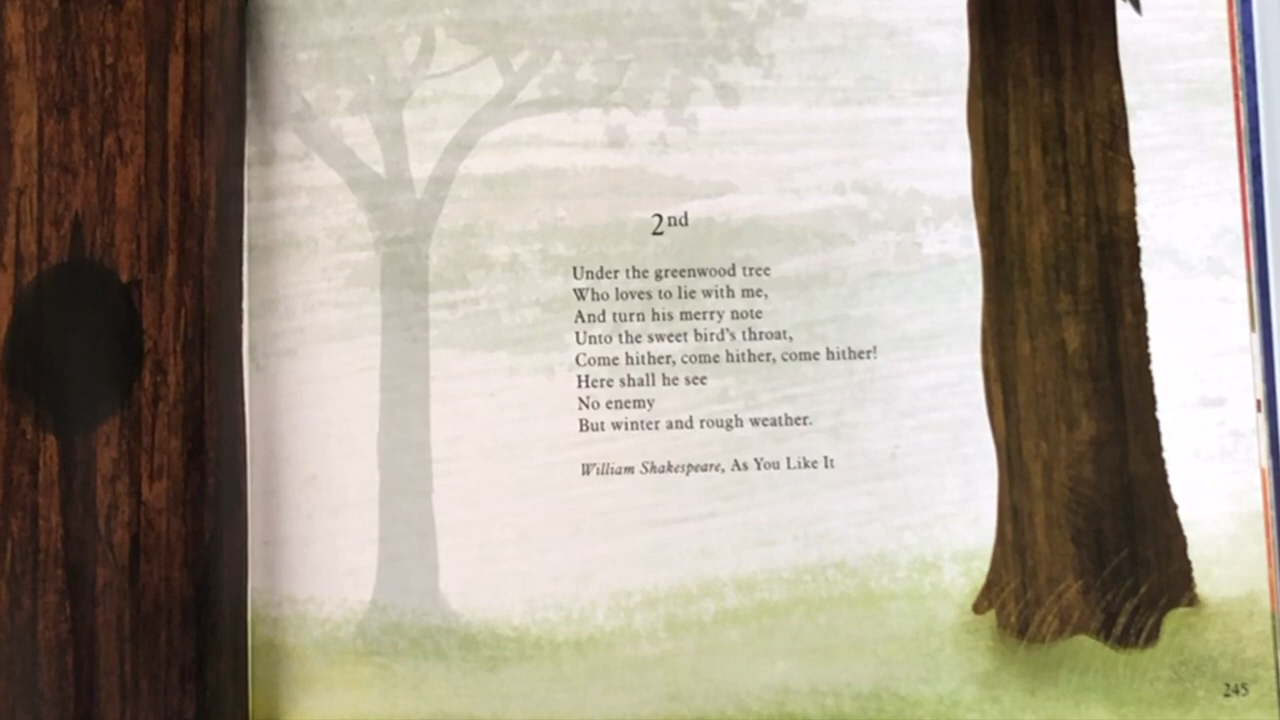 2nd
Under the greenwood tree
Who loves to lie with me,
And turn his merry note
Unto the sweet bird's throat,
Come hither, come hither, come hither!
Here shall he see
No enemy
But winter and rough weather.
William Shakespeare, As You Like It
245